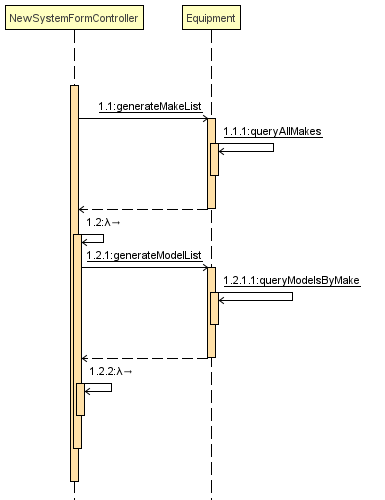 NewSystemFormController
Equipment
1.1:generateMakeList
1.1.1:queryAllMakes
1.2:λ→
1.2.1:generateModelList
1.2.1.1:queryModelsByMake
1.2.2:λ→